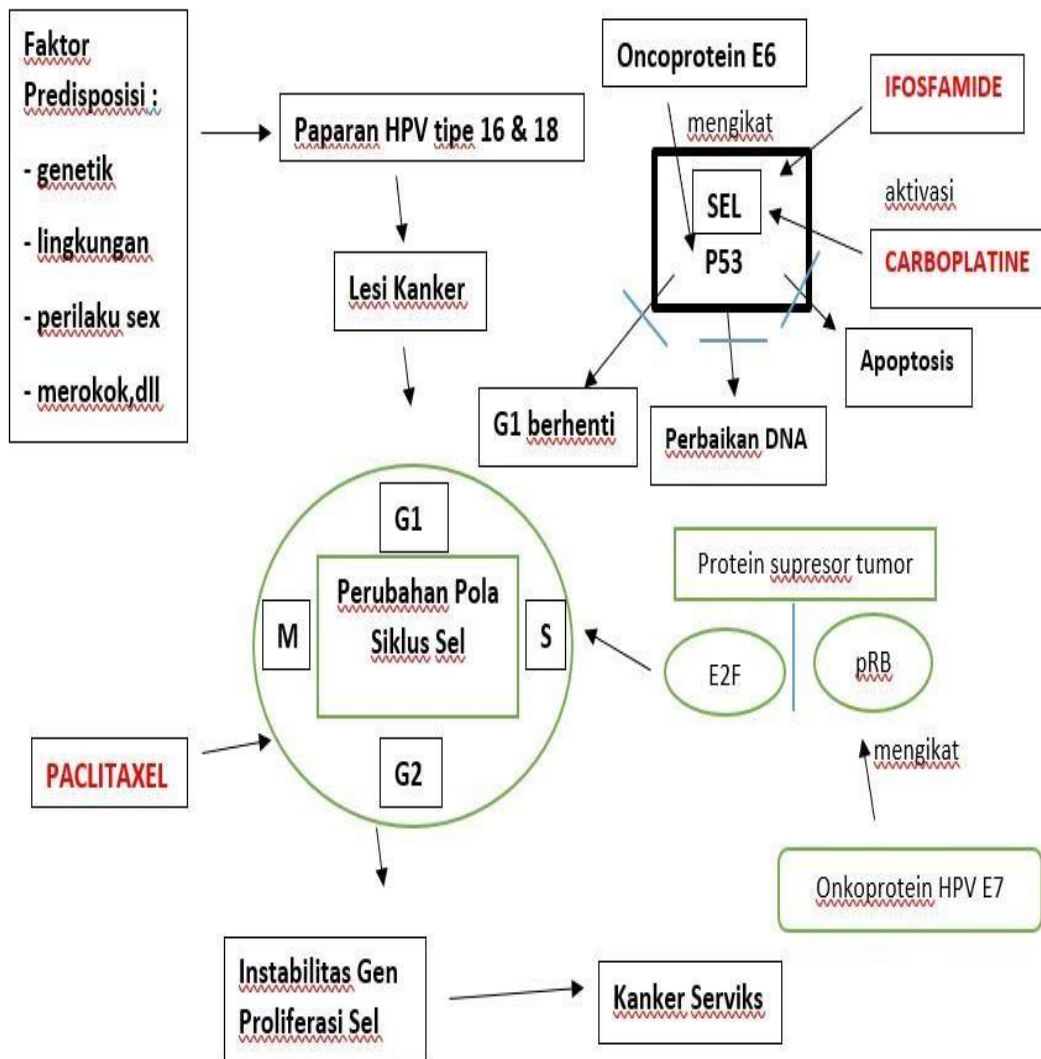 Faktor
Predisposisi :
- genetik
- lingkungan
- perilaku sex
- merokok,dll
Paparan HPV tipe 16 & 18
Lesi Kanker
Oncoprotein E6
mengikat
IFOSFAMIDE
aktivasi
CARBOPLATINE
SEL
P53
G1 berhenti
Perbaikan DNA
Apoptosis
G1
Perubahan Pola
Siklus Sel
M
S
G2
Protein supresor tumor
E2F
pRB
mengikat
Onkoprotein HPV E7
PACLITAXEL
Instabilitas Gen
Proliferasi Sel
Kanker Serviks